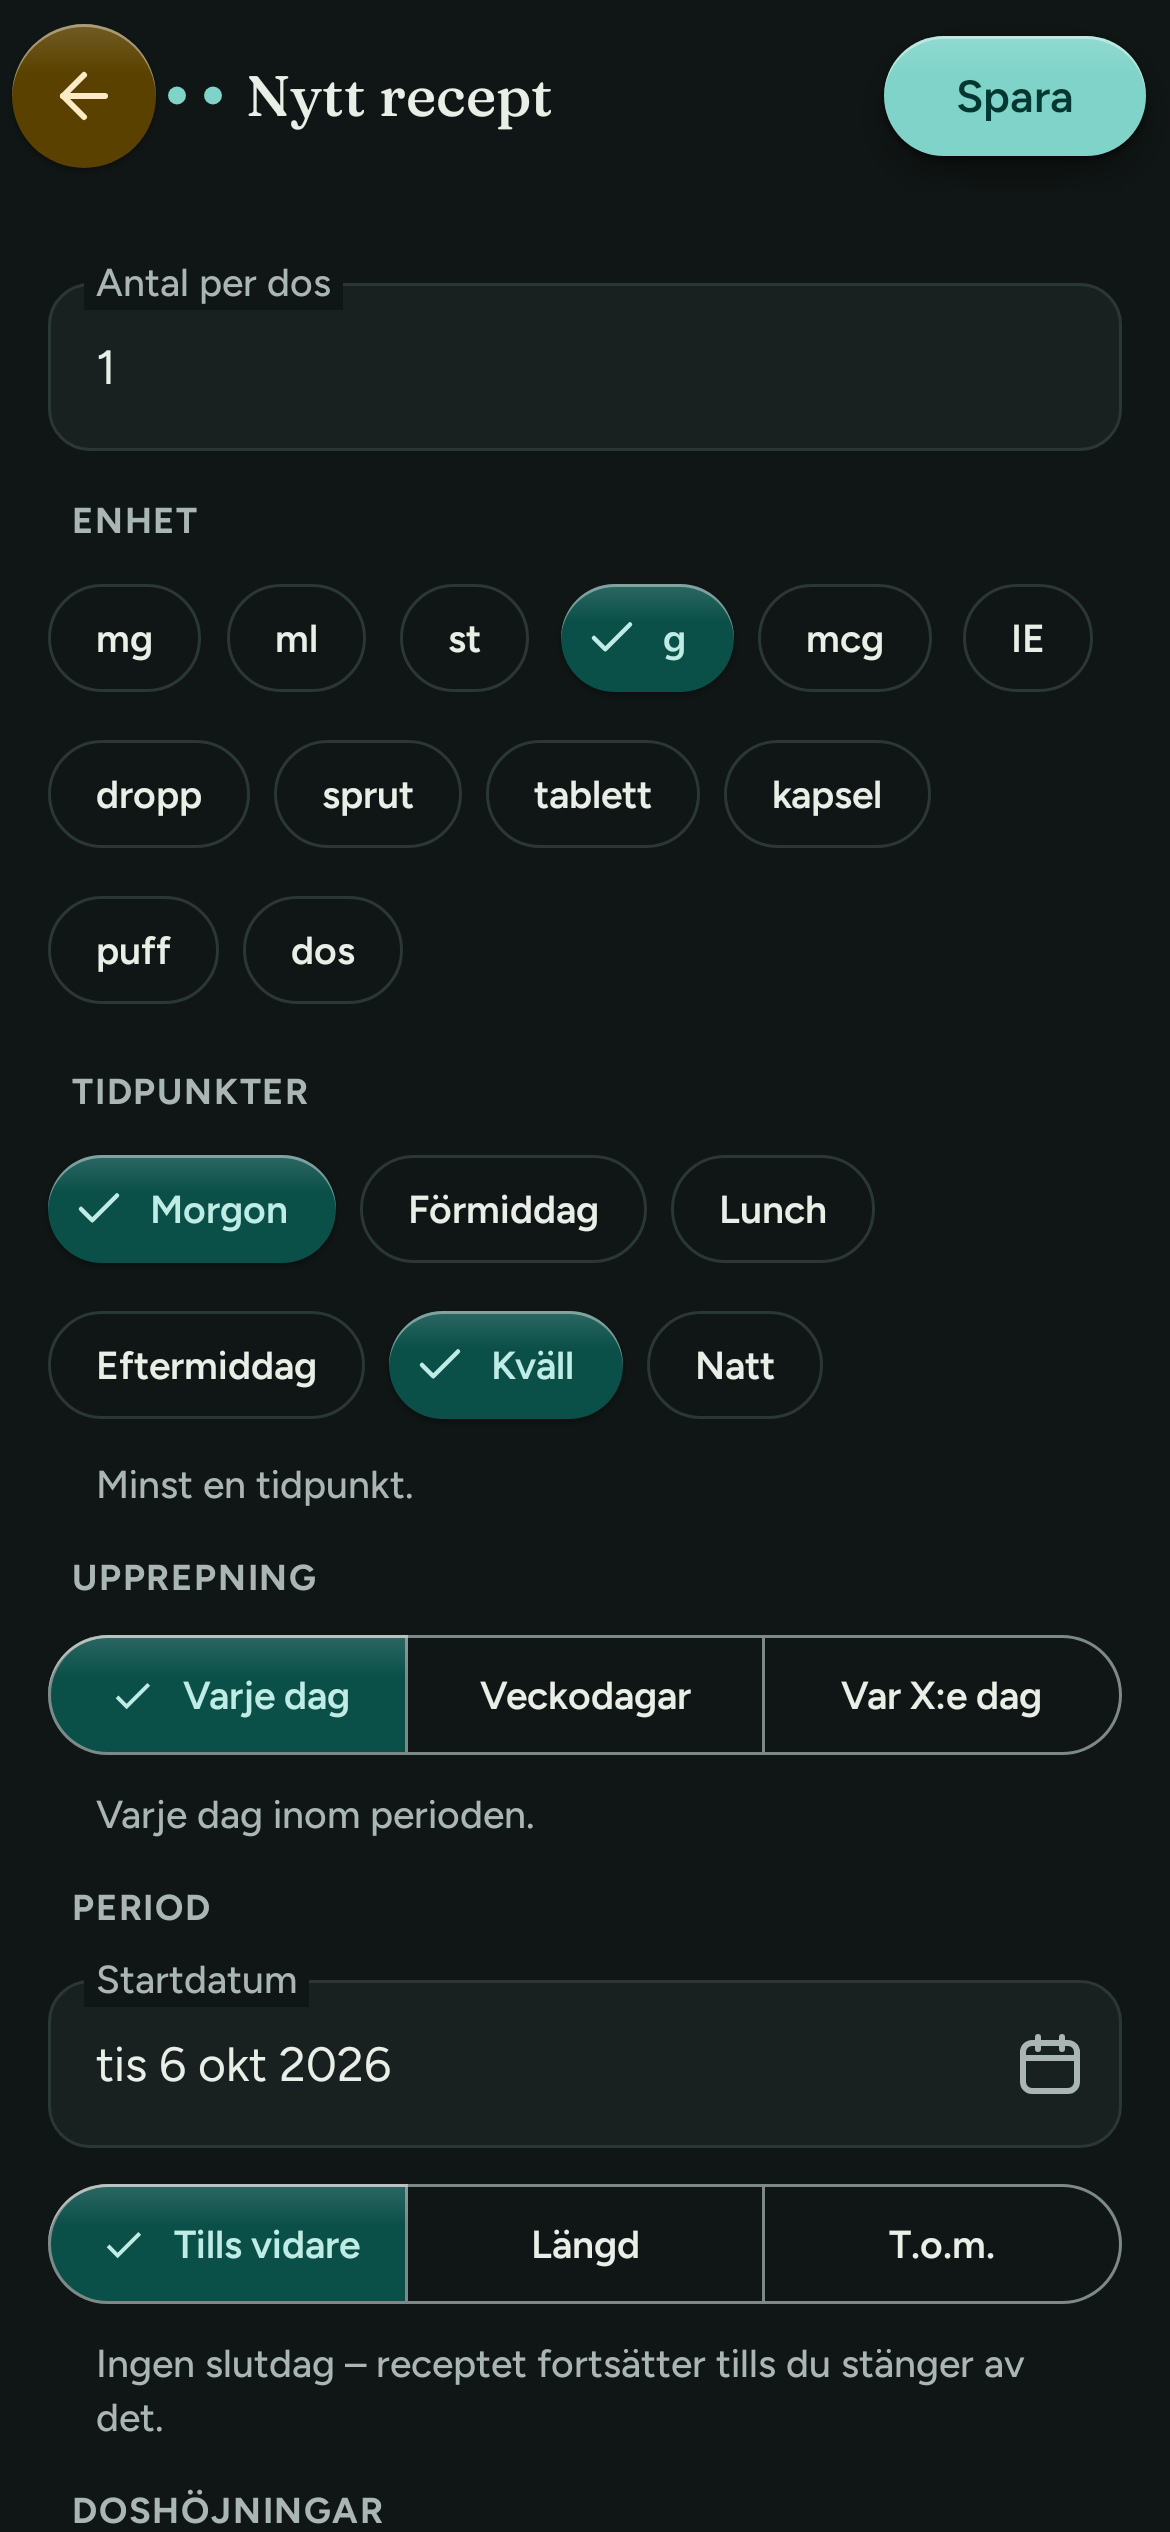 Nytt recept
Spara
Antal per dos
1
ENHET
mg ml st g mcg IE
dropp sprut tablett kapsel
puff dos
TIDPUNKTER
Morgon Förmiddag Lunch
Eftermiddag Kväll Natt
Minst en tidpunkt.
UPPREPNING
Varje dag Veckodagar Var X:e dag
Varje dag inom perioden.
PERIOD
Startdatum
tis 6 okt 2026
Tills vidare Längd T.o.m.
Ingen slutdag – receptet fortsätter tills du stänger av
det.
DOSHÖJNINGAR